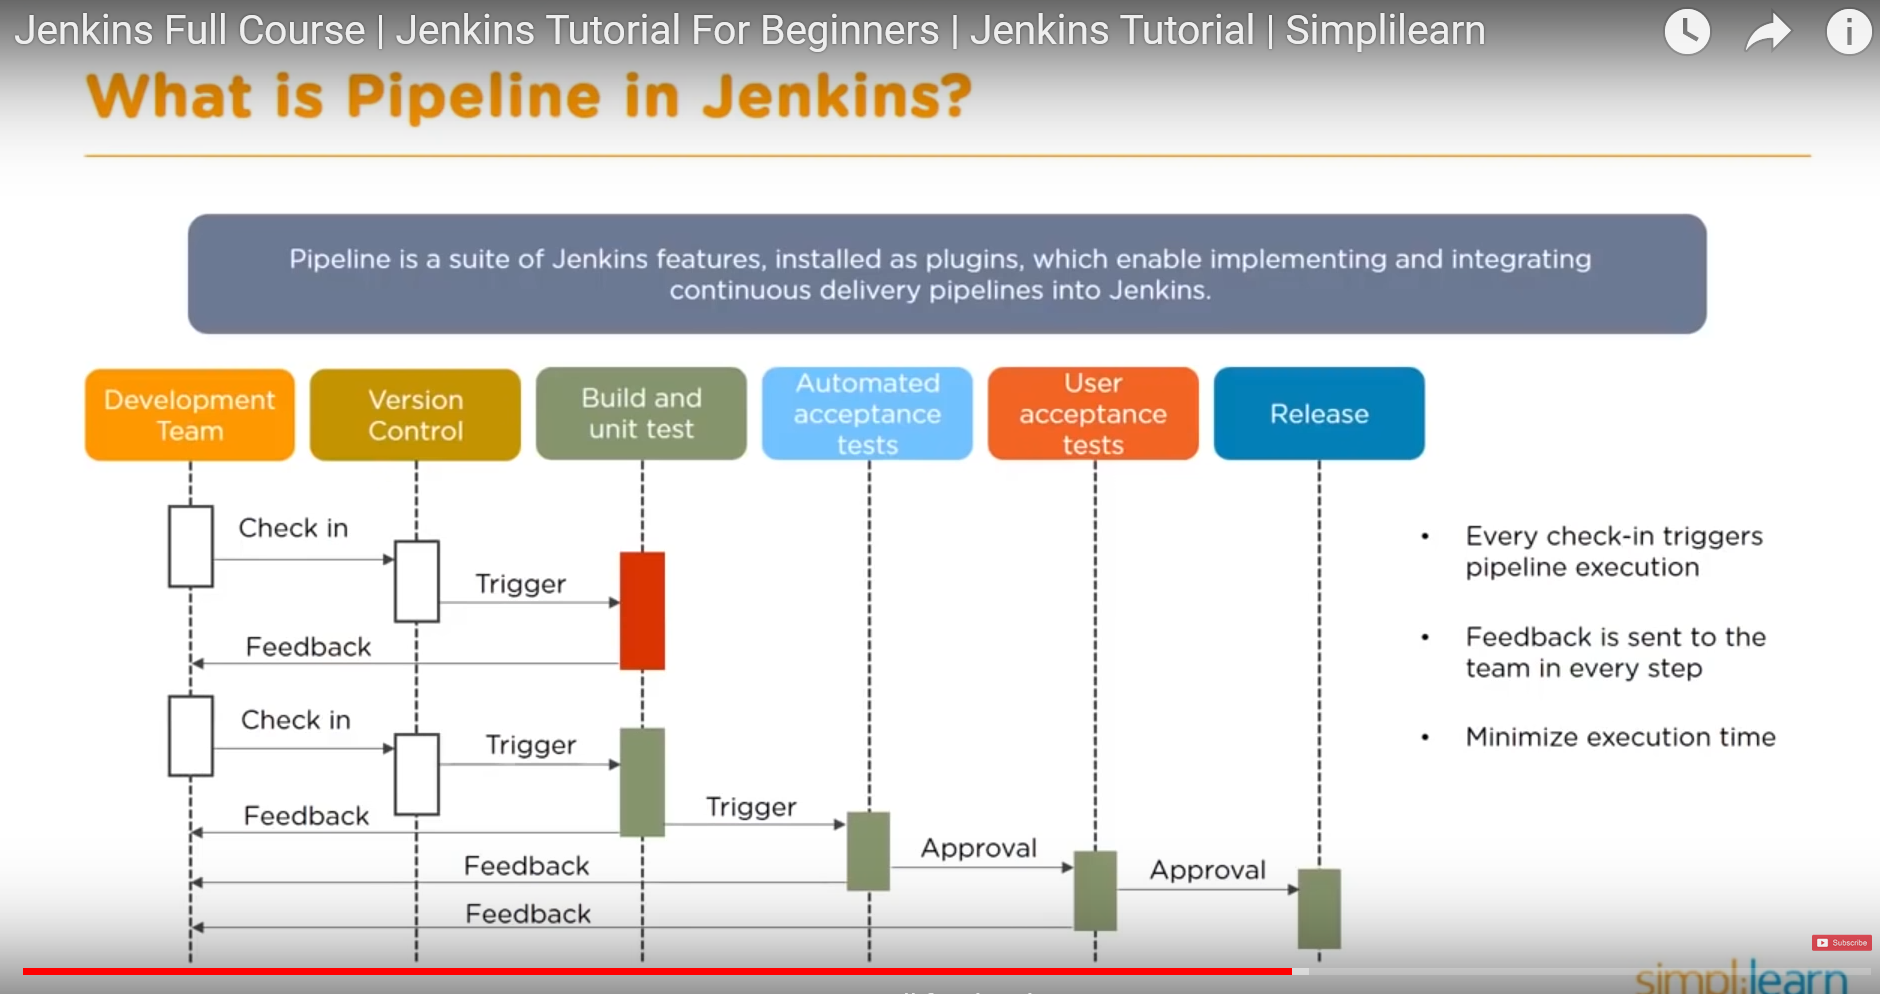 Jenkins Full Course | Jenkins Tutorial For Beginners | Jenkins Tutorial | Simplilearn
What is Pipeline in Jenkins?
Pipeline is a suite of Jenkins features, installed as plugins, which enable implementing and integrating
continuous delivery pipelines into Jenkins.
Development
Team
Version
Control
Build and
unit test
Automated
acceptance
tests
User
acceptance
tests
Release
Check in
Trigger
Feedback
Check in
Trigger
Feedback
Trigger
Feedback
Approval
Feedback
Approval
• Every check-in triggers
pipeline execution
• Feedback is sent to the
team in every step
• Minimize execution time
Subscribe
simplilearn